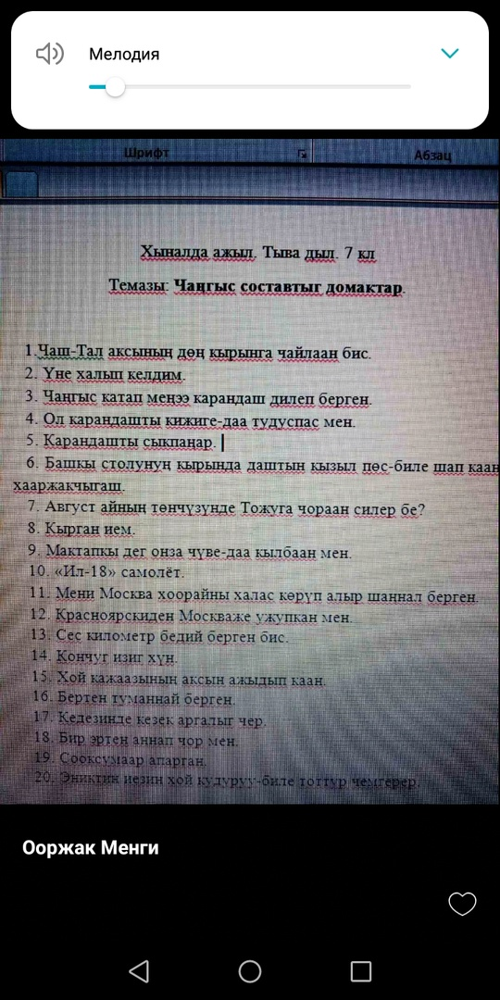 Мелодия
Шрифт
Абзац
Хыналда ажыл. Тыва дыл. 7 кл
Темазы: Чаңгыс составтыг домактар.
1.Чаш-Тал аксының дөң кырынга чайлаан бис.
2. Үне халып келдим.
3. Чаңгыс катап меңээ карандаш дилеп берген.
4. Ол карандашты кижиге-даа тудуспас мен.
5. Карандашты сыкпаңар.
6. Башкы столунуң кырында даштын кызыл пөс-биле шап каан
хааржакчыгаш.
7. Август айның төнчүзүнде Тожуга чораан силер бе?
8. Кырган ием.
9. Мактапкы дег онза чүве-даа кылбаан мен.
10. «Ил-18» самолёт.
11. Мени Москва хоорайны халас көрүп алыр шаңнал берген.
12. Красноярскиден Москваже ужупкан мен.
13. Сес километр бедий берген бис.
14. Кончуг изиг хүн.
15. Хой кажаазының аксын ажыдып каан.
16. Бертен туманнай берген.
17. Кедезинде кезек аргалыг чер.
18. Бир эртен аннап чор мен.
19. Сооксумаар апарган.
20. Эниктиң иезин хой кудуруу-биле тоттур чемгерер.
Ооржак Менги